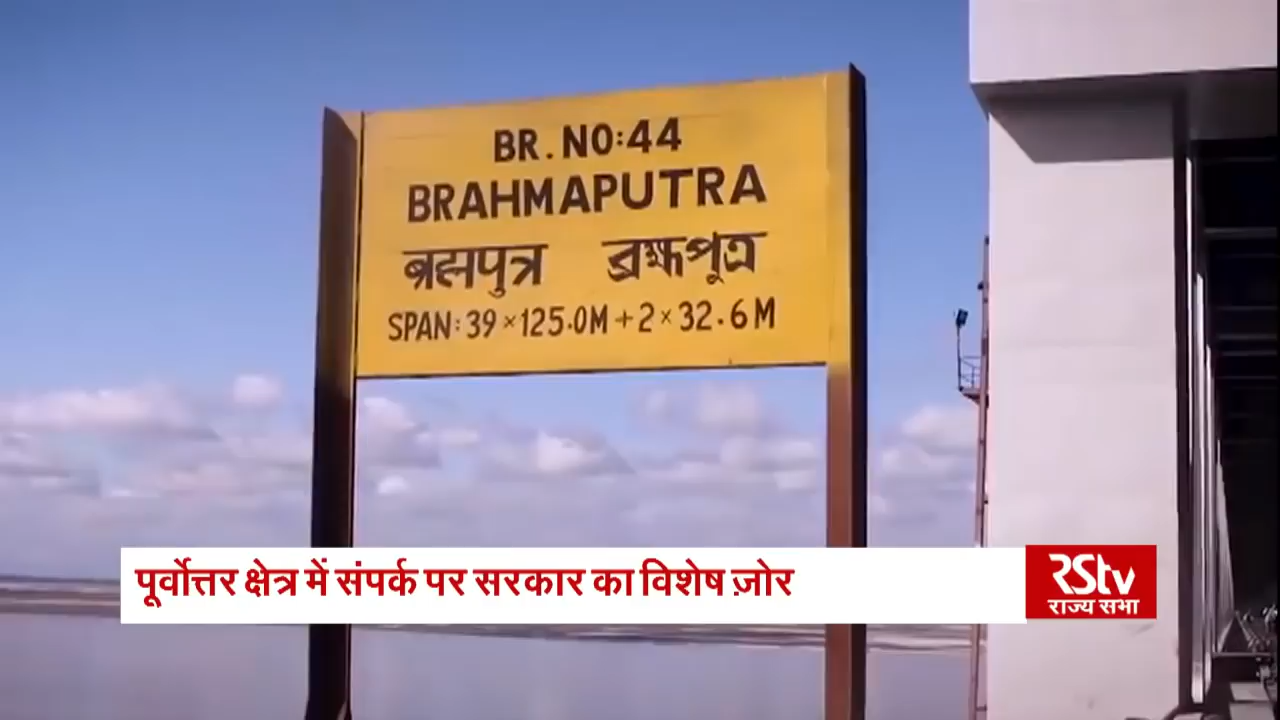 BR. NO:44
BRAHMAPUTRA
ब्रह्मपुत्र ব্ৰহ্মপুত্ৰ
SPAN: 39 × 125.0M + 2 × 32.6 M
पूर्वोत्तर क्षेत्र में संपर्क पर सरकार का विशेष ज़ोर
RStv
राज्य सभा